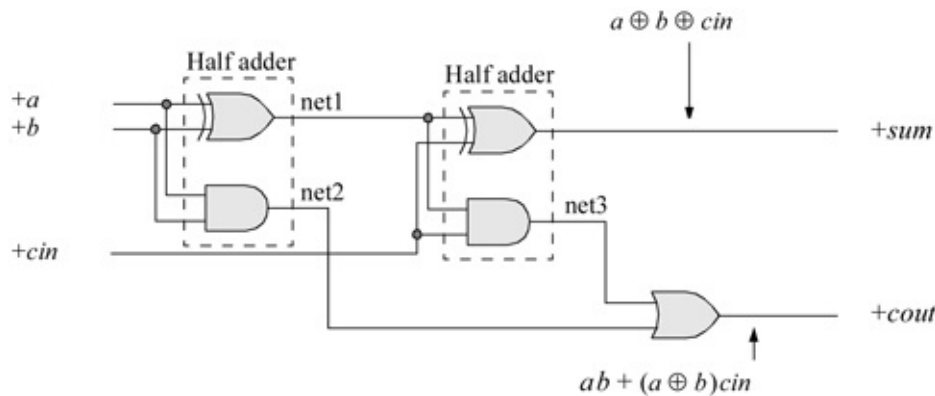 a ⊕ b ⊕ cin
Half adder
Half adder
+a
net1
+b
+sum
net2
net3
+cin
+cout
ab + (a ⊕ b)cin